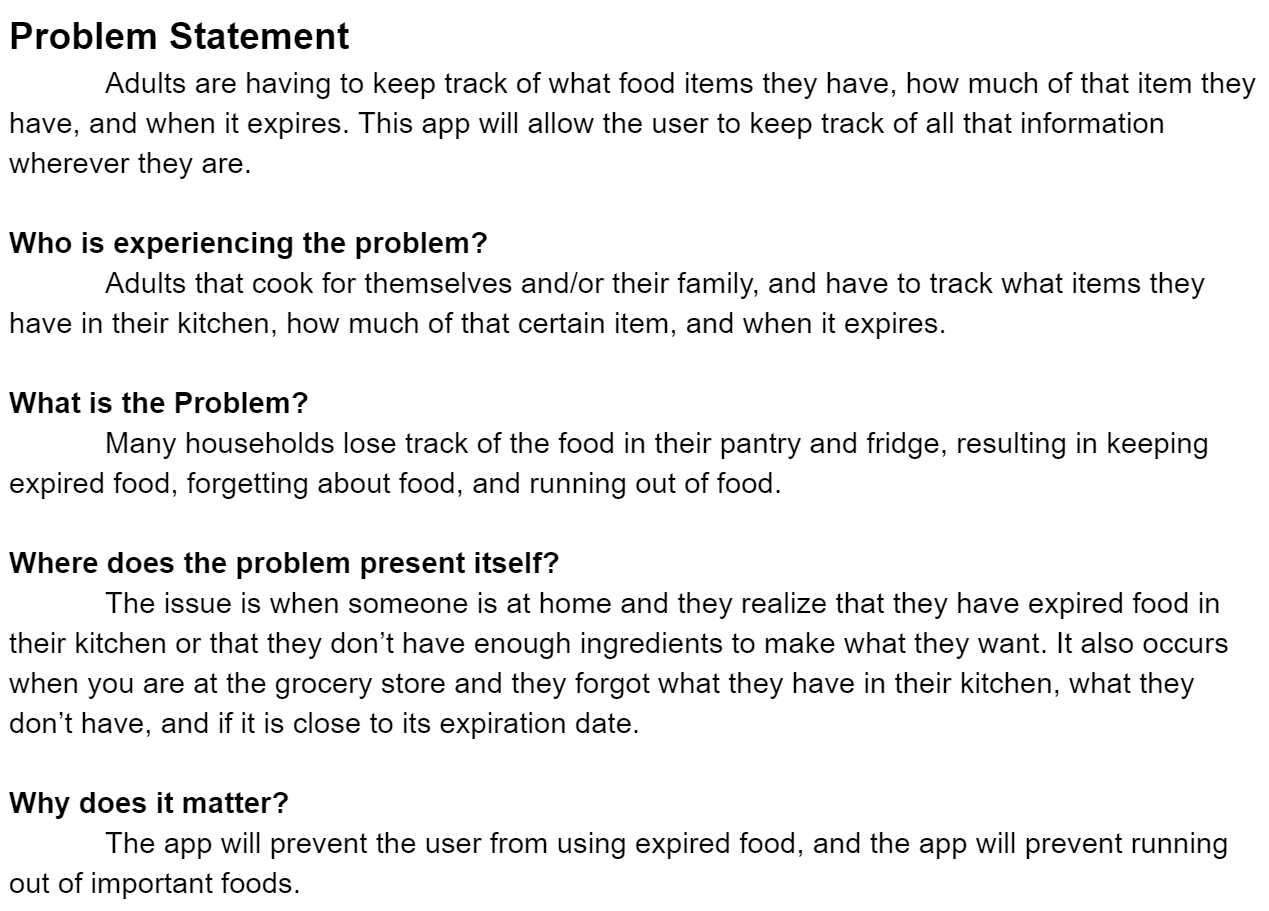 Problem Statement
Adults are having to keep track of what food items they have, how much of that item they
have, and when it expires. This app will allow the user to keep track of all that information
wherever they are.
Who is experiencing the problem?
Adults that cook for themselves and/or their family, and have to track what items they
have in their kitchen, how much of that certain item, and when it expires.
What is the Problem?
Many households lose track of the food in their pantry and fridge, resulting in keeping
expired food, forgetting about food, and running out of food.
Where does the problem present itself?
The issue is when someone is at home and they realize that they have expired food in
their kitchen or that they don’t have enough ingredients to make what they want. It also occurs
when you are at the grocery store and they forgot what they have in their kitchen, what they
don’t have, and if it is close to its expiration date.
Why does it matter?
The app will prevent the user from using expired food, and the app will prevent running
out of important foods.